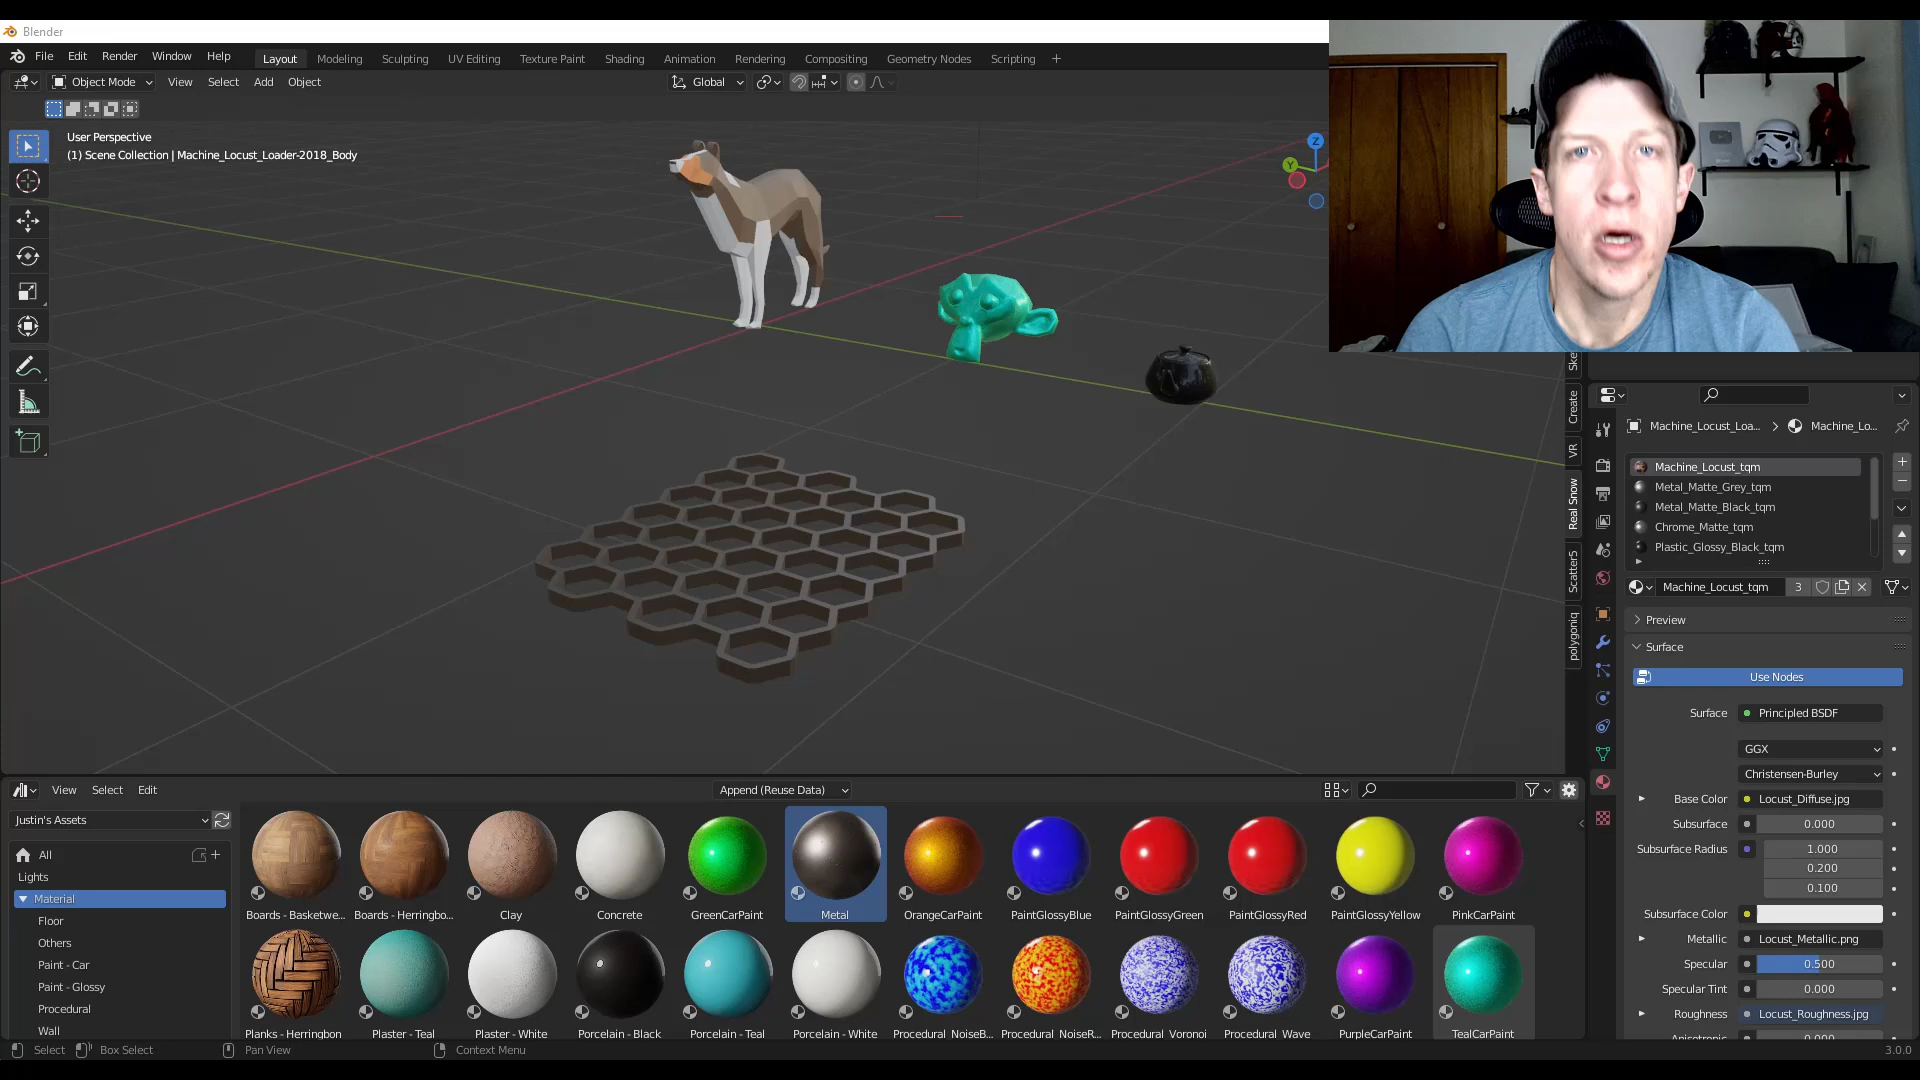 Blender
File Edit Render Window Help Layout Modeling Sculpting UV Editing Texture Paint Shading Animation Rendering Compositing Geometry Nodes Scripting +
Object Mode View Select Add Object Global
User Perspective
(1) Scene Collection | Machine_Locust_Loader-2018_Body
Z
Y
Create
VR
Real Snow
Scatter5
polygoniq
Machine_Locust_Loa... > Machine_Lo...
Machine_Locust_tqm
Metal_Matte_Grey_tqm
Metal_Matte_Black_tqm
Chrome_Matte_tqm
Plastic_Glossy_Black_tqm
Machine_Locust_tqm 3
Preview
Surface
Use Nodes
Surface Principled BSDF
GGX
Christensen-Burley
Base Color Locust_Diffuse.jpg
Subsurface 0.000
Subsurface Radius 1.000
0.200
0.100
Subsurface Color
Metallic Locust_Metallic.png
Specular 0.500
Specular Tint 0.000
Roughness Locust_Roughness.jpg
View Select Edit Append (Reuse Data)
Justin's Assets
All
Lights
Material
Floor
Others
Paint - Car
Paint - Glossy
Procedural
Wall
Boards - Basketwe... Boards - Herringbo... Clay Concrete GreenCarPaint Metal OrangeCarPaint PaintGlossyBlue PaintGlossyGreen PaintGlossyRed PaintGlossyYellow PinkCarPaint
Planks - Herringbon Plaster - Teal Plaster - White Porcelain - Black Porcelain - Teal Porcelain - White Procedural_NoiseB... Procedural_NoiseR... Procedural_Voronoi Procedural_Wave PurpleCarPaint TealCarPaint
Select Box Select Pan View Context Menu 3.0.0